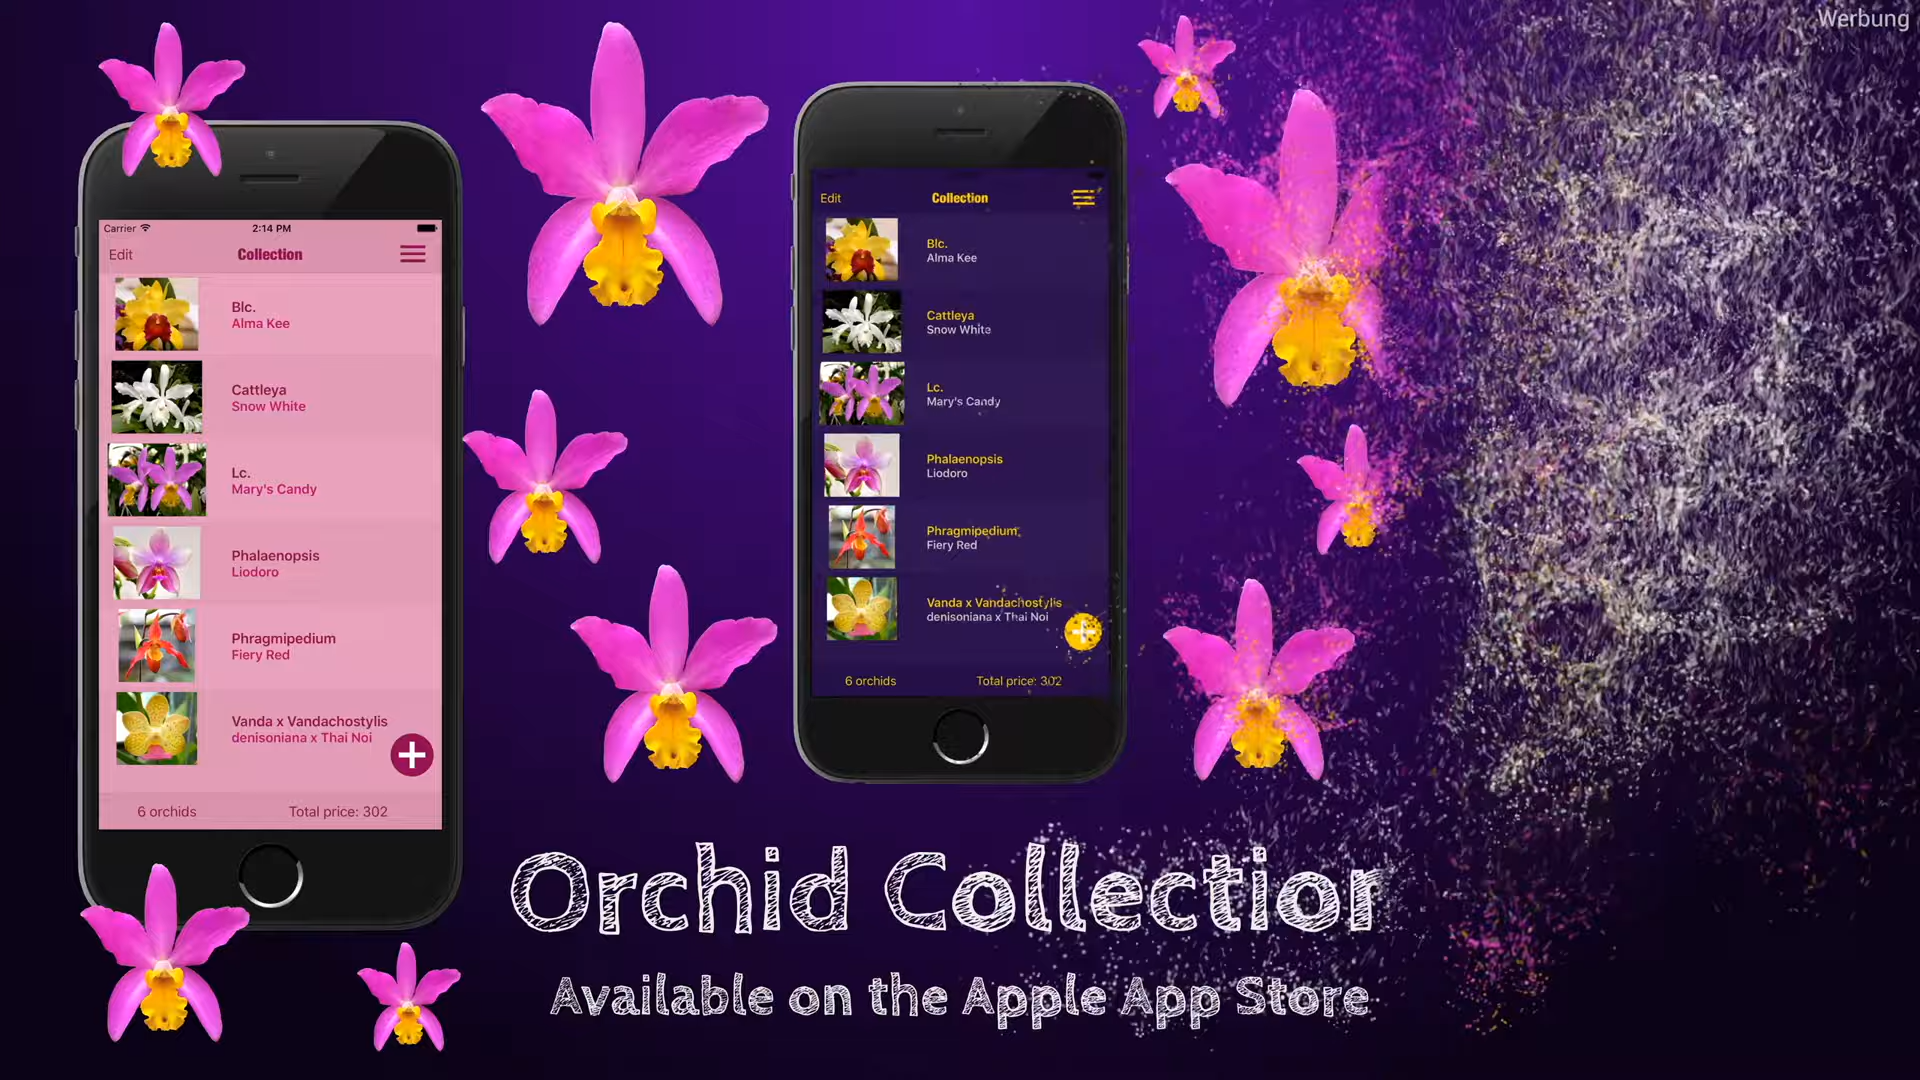 Werbung
Carrier 2:14 PM
Edit Collection
Blc.
Alma Kee
Cattleya
Snow White
Lc.
Mary's Candy
Phalaenopsis
Liodoro
Phragmipedium
Fiery Red
Vanda x Vandachostylis
denisoniana x Thai Noi
6 orchids Total price: 302
Edit Collection
Blc.
Alma Kee
Cattleya
Snow White
Lc.
Mary's Candy
Phalaenopsis
Liodoro
Phragmipedium
Fiery Red
Vanda x Vandachostylis
denisoniana x Thai Noi
6 orchids Total price: 302
Orchid Collection
Available on the Apple App Store